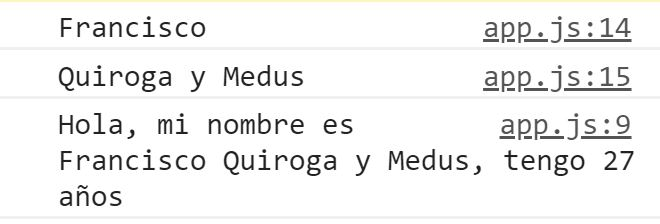 Francisco app.js:14
Quiroga y Medus app.js:15
Hola, mi nombre es app.js:9
Francisco Quiroga y Medus, tengo 27
años